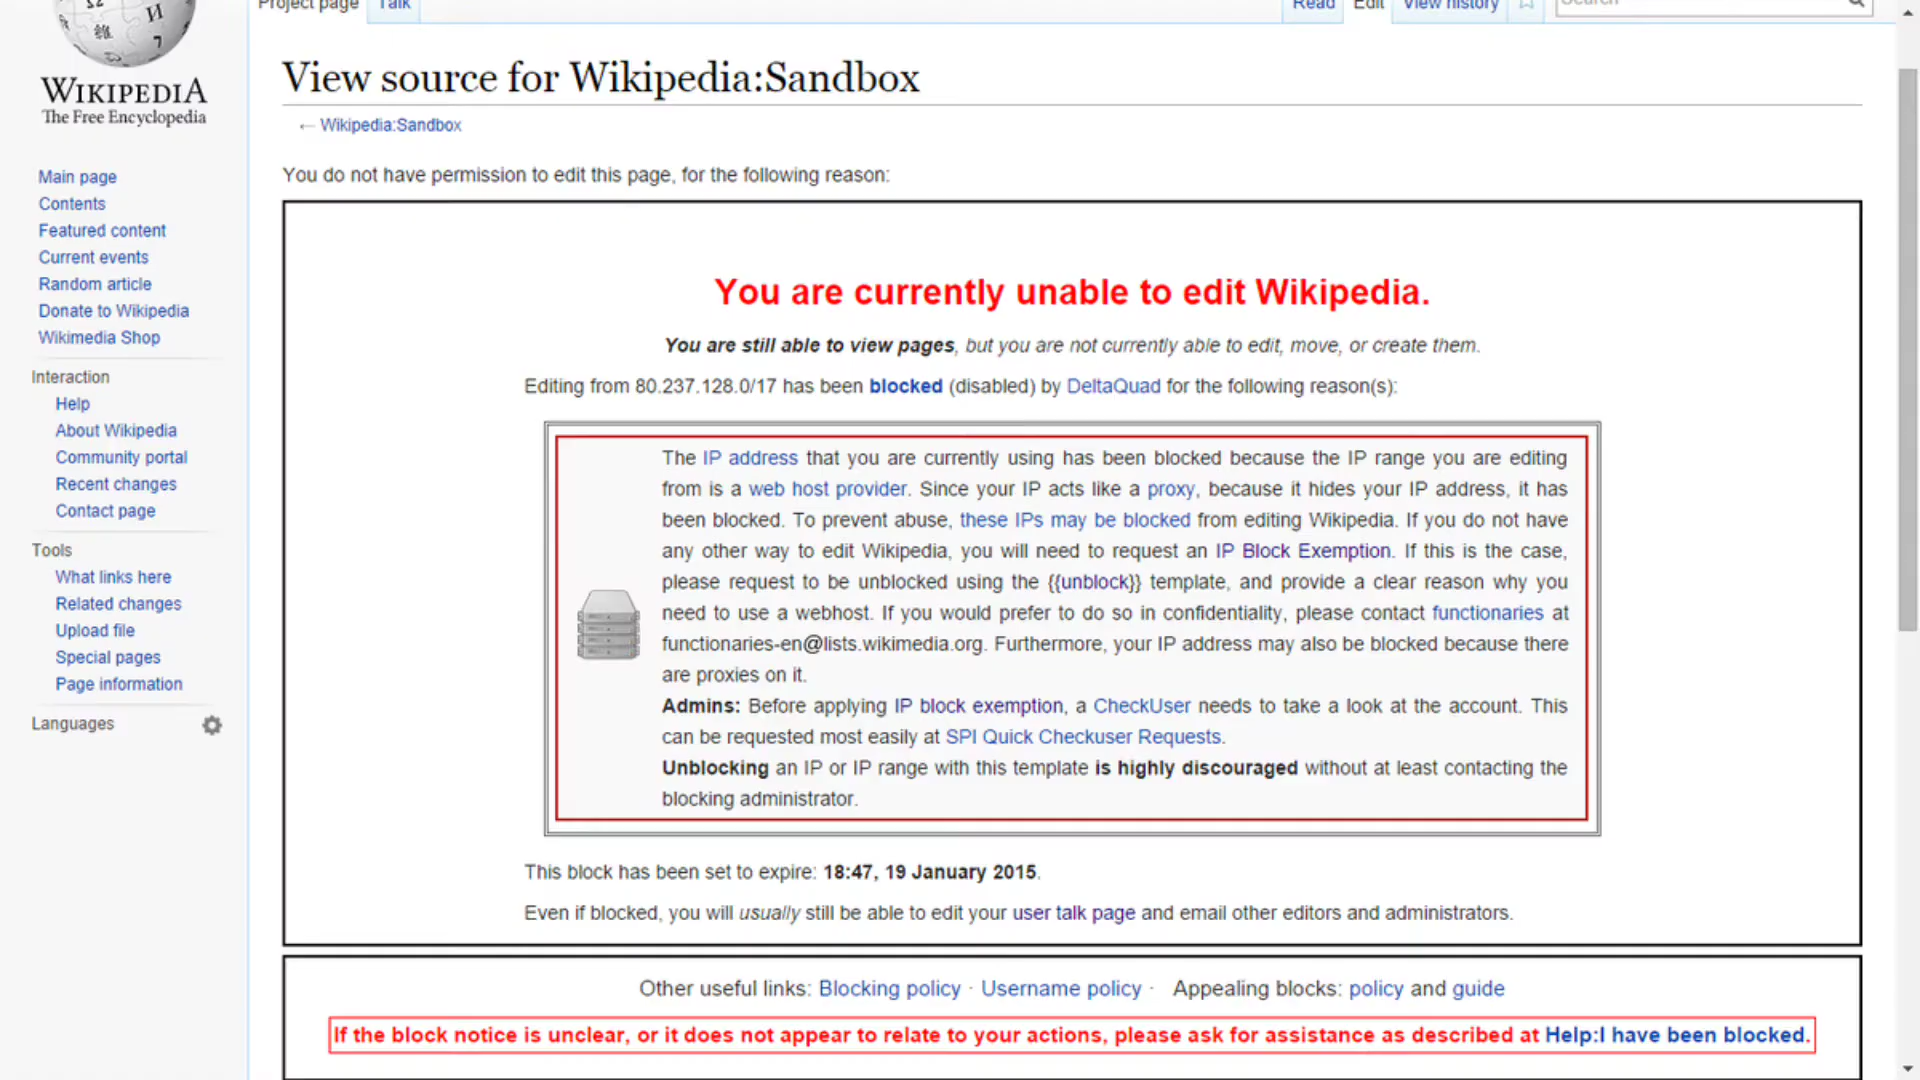 Project page Talk Read Edit View history Search
Ω
И
維
7
WIKIPEDIA
The Free Encyclopedia
Main page
Contents
Featured content
Current events
Random article
Donate to Wikipedia
Wikimedia Shop
Interaction
Help
About Wikipedia
Community portal
Recent changes
Contact page
Tools
What links here
Related changes
Upload file
Special pages
Page information
Languages
View source for Wikipedia:Sandbox
← Wikipedia:Sandbox
You do not have permission to edit this page, for the following reason:
You are currently unable to edit Wikipedia.
You are still able to view pages, but you are not currently able to edit, move, or create them.
Editing from 80.237.128.0/17 has been blocked (disabled) by DeltaQuad for the following reason(s):
The IP address that you are currently using has been blocked because the IP range you are editing
from is a web host provider. Since your IP acts like a proxy, because it hides your IP address, it has
been blocked. To prevent abuse, these IPs may be blocked from editing Wikipedia. If you do not have
any other way to edit Wikipedia, you will need to request an IP Block Exemption. If this is the case,
please request to be unblocked using the {{unblock}} template, and provide a clear reason why you
need to use a webhost. If you would prefer to do so in confidentiality, please contact functionaries at
functionaries-en@lists.wikimedia.org. Furthermore, your IP address may also be blocked because there
are proxies on it.
Admins: Before applying IP block exemption, a CheckUser needs to take a look at the account. This
can be requested most easily at SPI Quick Checkuser Requests.
Unblocking an IP or IP range with this template is highly discouraged without at least contacting the
blocking administrator.
This block has been set to expire: 18:47, 19 January 2015.
Even if blocked, you will usually still be able to edit your user talk page and email other editors and administrators.
Other useful links: Blocking policy · Username policy · Appealing blocks: policy and guide
If the block notice is unclear, or it does not appear to relate to your actions, please ask for assistance as described at Help:I have been blocked.